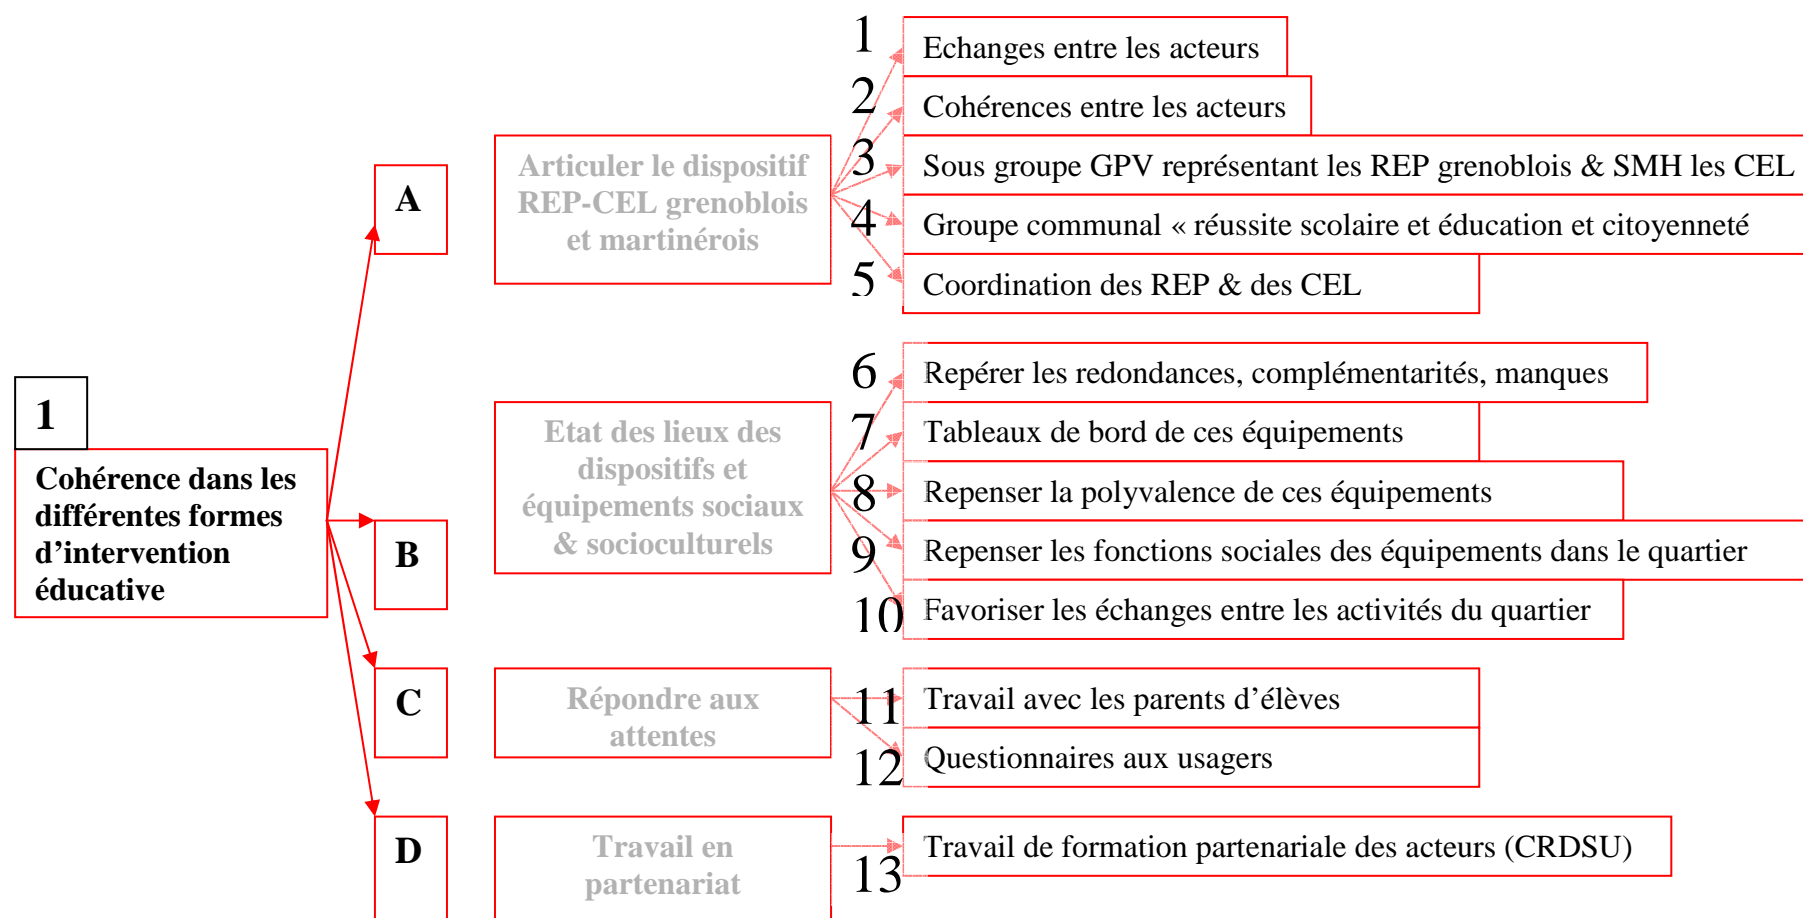 1
Cohérence dans les
différentes formes
d’intervention
éducative
A
Articuler le dispositif
REP-CEL grenoblois
et martinérois
1
Echanges entre les acteurs
2
Cohérences entre les acteurs
3
Sous groupe GPV représentant les REP grenoblois & SMH les CEL
4
Groupe communal « réussite scolaire et éducation et citoyenneté
5
Coordination des REP & des CEL
B
Etat des lieux des
dispositifs et
équipements sociaux
& socioculturels
6
Repérer les redondances, complémentarités, manques
7
Tableaux de bord de ces équipements
8
Repenser la polyvalence de ces équipements
9
Repenser les fonctions sociales des équipements dans le quartier
10
Favoriser les échanges entre les activités du quartier
C
Répondre aux
attentes
11
Travail avec les parents d’élèves
12
Questionnaires aux usagers
D
Travail en
partenariat
13
Travail de formation partenariale des acteurs (CRDSU)